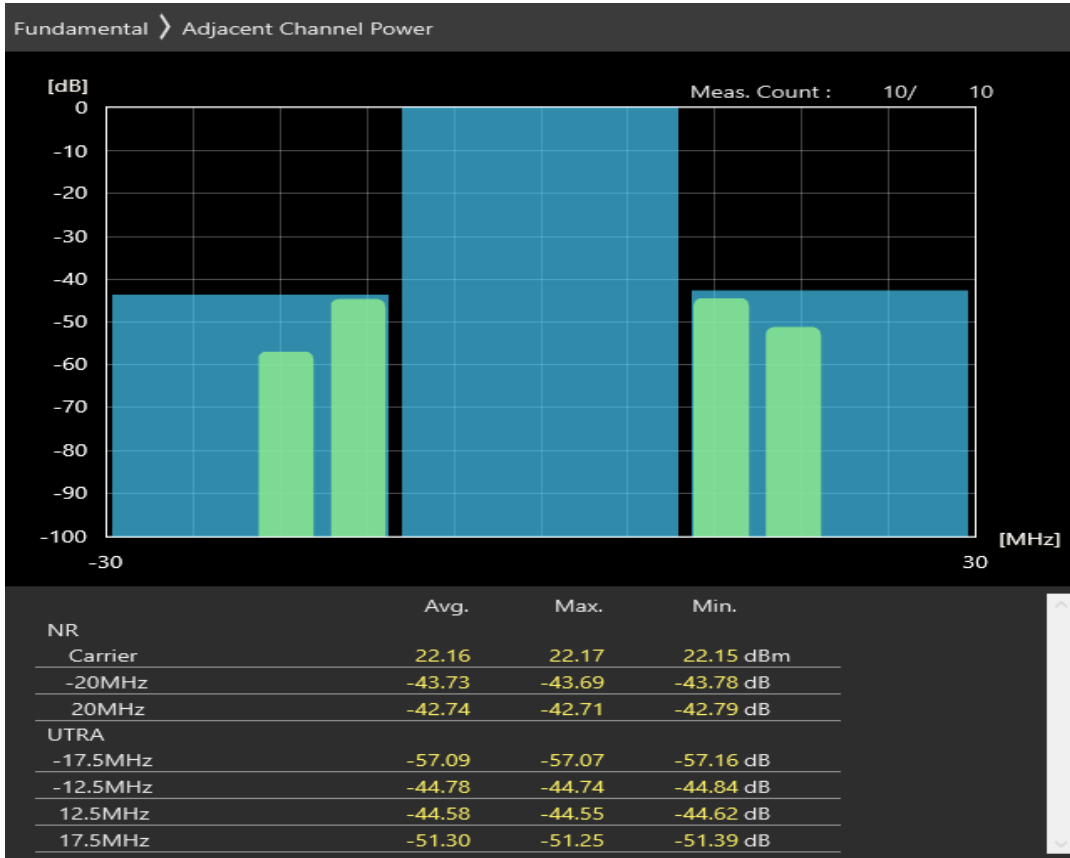 Fundamental ❯ Adjacent Channel Power
[dB]
Meas. Count : 10/ 10
0
-10
-20
-30
-40
-50
-60
-70
-80
-90
-100
[MHz]
-30 30
Avg. Max. Min.
NR
Carrier 22.16 22.17 22.15 dBm
-20MHz -43.73 -43.69 -43.78 dB
20MHz -42.74 -42.71 -42.79 dB
UTRA
-17.5MHz -57.09 -57.07 -57.16 dB
-12.5MHz -44.78 -44.74 -44.84 dB
12.5MHz -44.58 -44.55 -44.62 dB
17.5MHz -51.30 -51.25 -51.39 dB